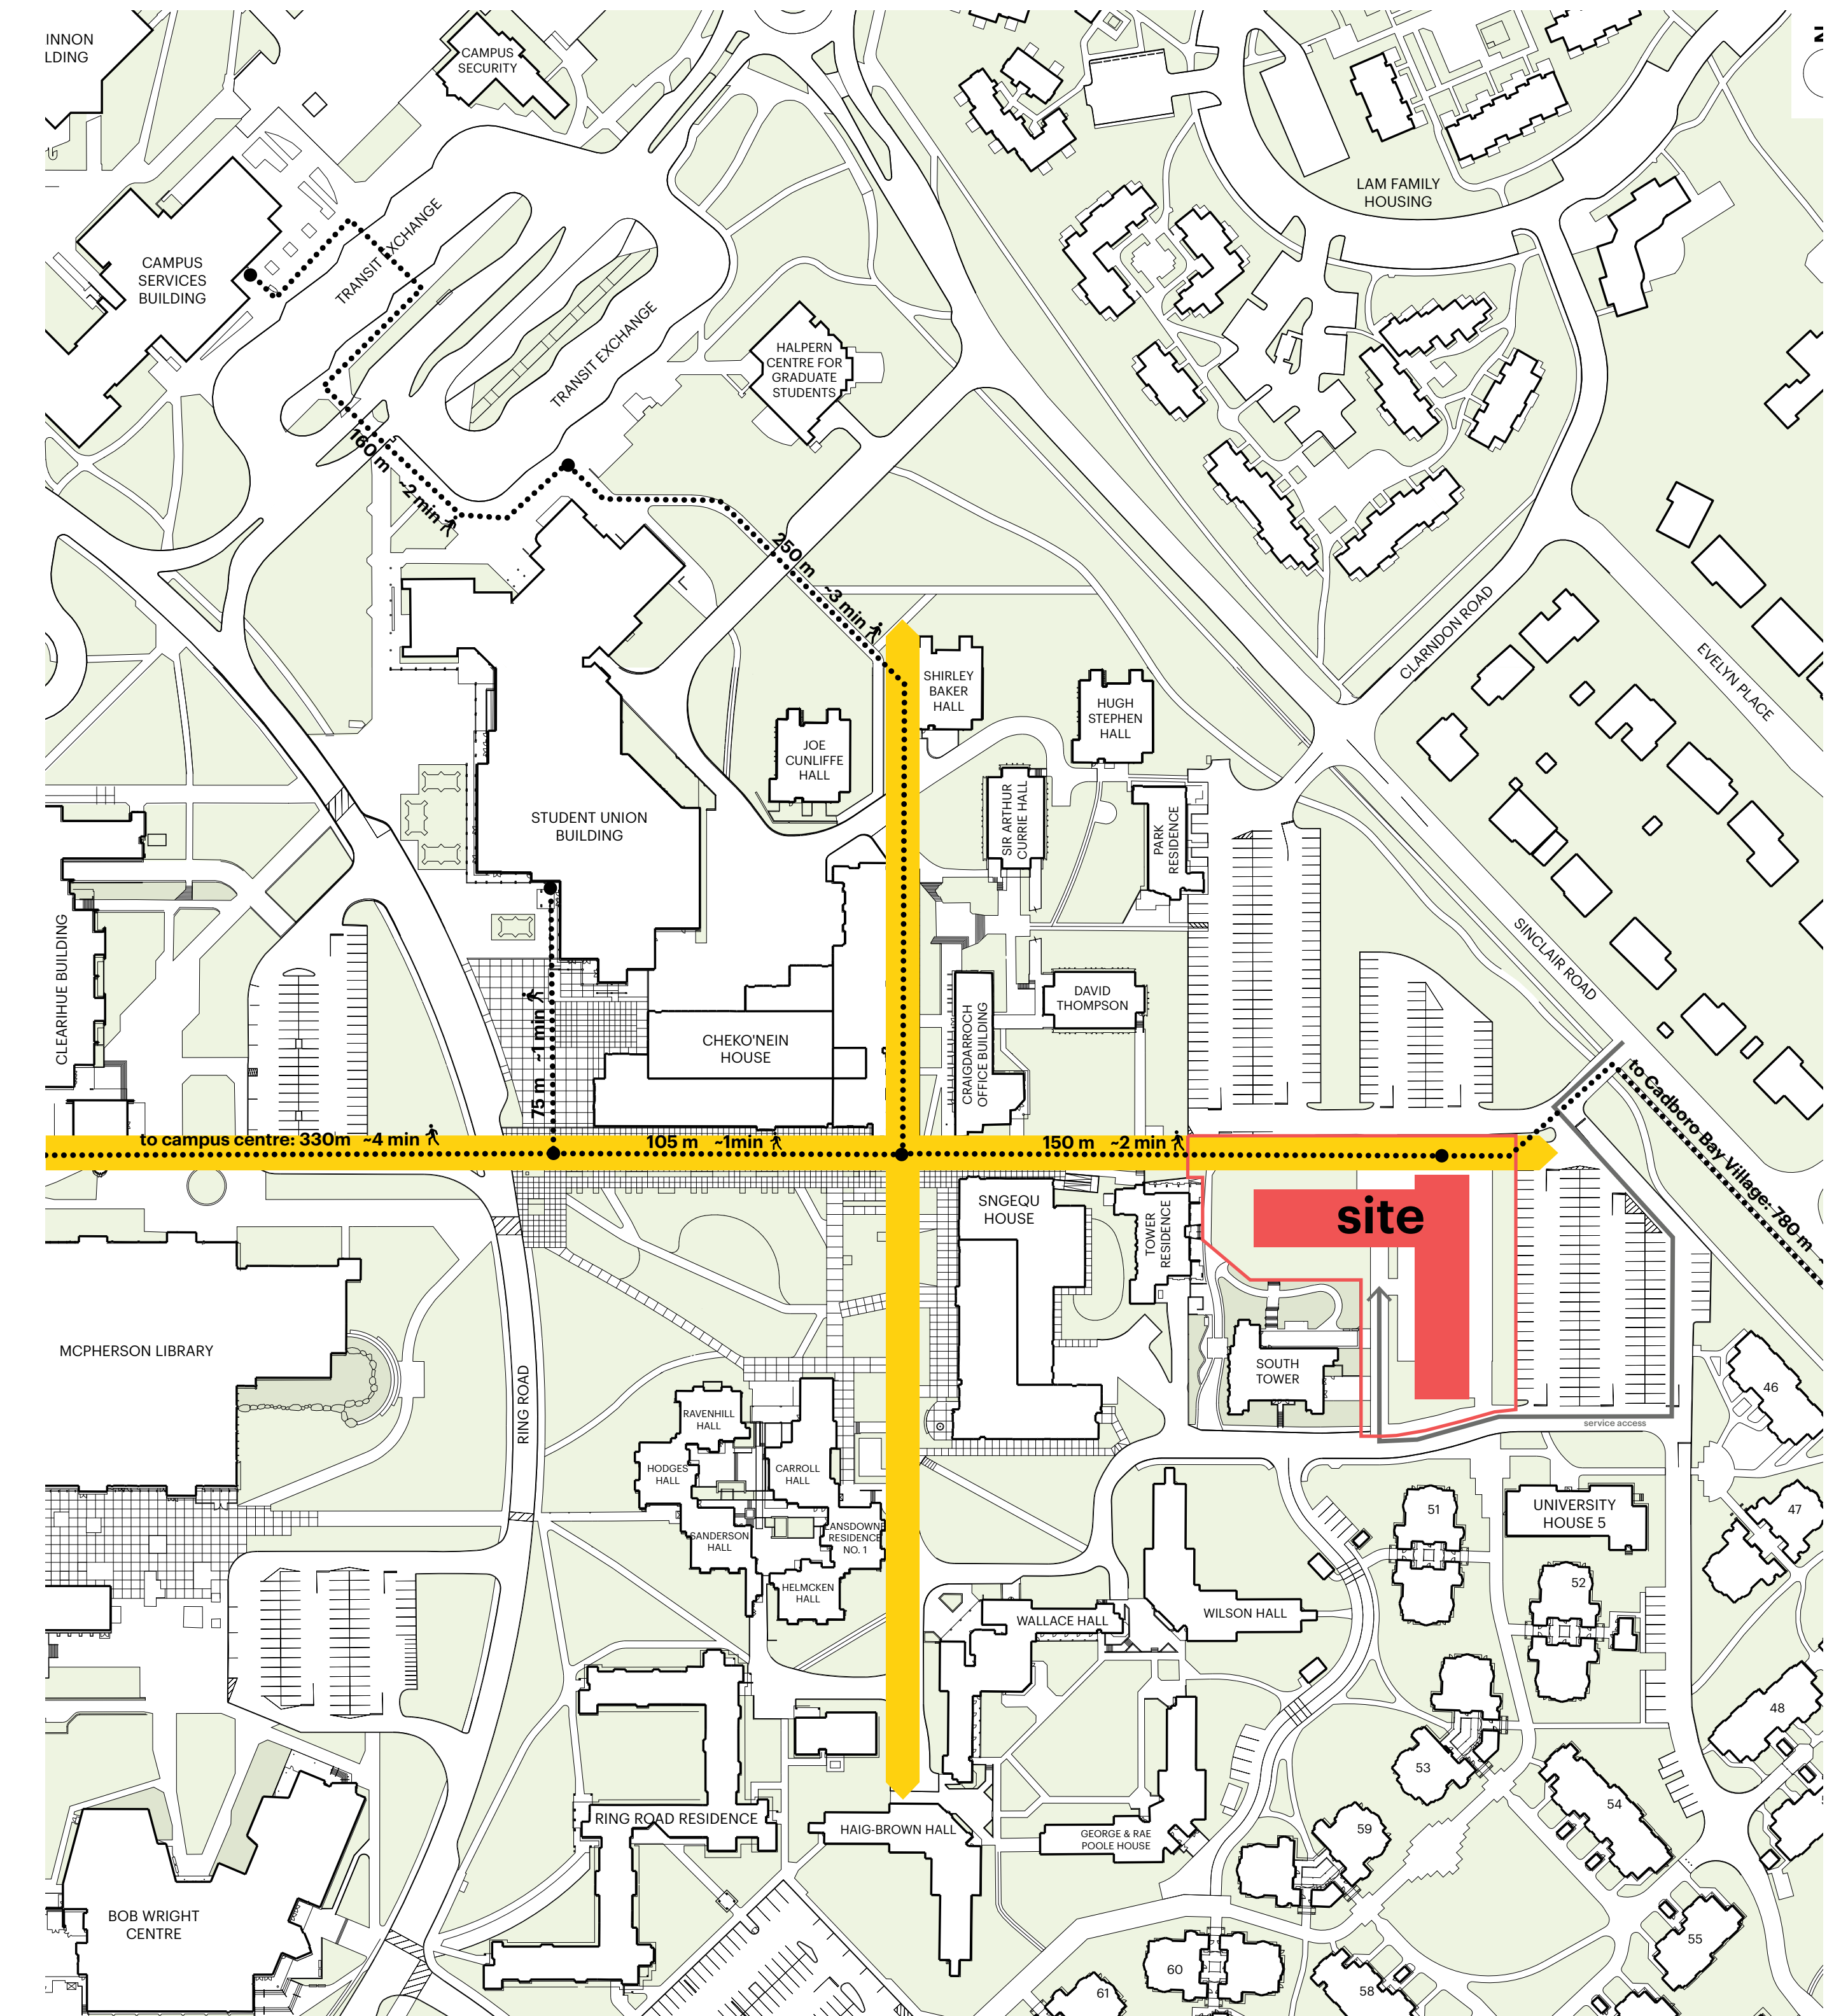 INNON
LDING
CAMPUS
SECURITY
N
LAM FAMILY
HOUSING
TRANSIT EXCHANGE
CAMPUS
SERVICES
BUILDING
TRANSIT EXCHANGE
HALPERN
CENTRE FOR
GRADUATE
STUDENTS
160 m ~2 min
250 m ~3 min
CLARNDON ROAD
EVELYN PLACE
SHIRLEY
BAKER
HALL
HUGH
STEPHEN
HALL
JOE
CUNLIFFE
HALL
STUDENT UNION
BUILDING
SIR ARTHUR
CURRIE HALL
PARK
RESIDENCE
SINCLAIR ROAD
CLEARIHUE BUILDING
DAVID
THOMPSON
CHEKO'NEIN
HOUSE
CRAIGDARROCH
OFFICE BUILDING
75 m ~1 min
to Cadboro Bay Village: 780 m
to campus centre: 330m ~4 min
105 m ~1min
150 m ~2 min
SNGEQU
HOUSE
TOWER
RESIDENCE
site
MCPHERSON LIBRARY
SOUTH
TOWER
RING ROAD
46
service access
RAVENHILL
HALL
HODGES
HALL
CARROLL
HALL
47
51
UNIVERSITY
HOUSE 5
SANDERSON
HALL
LANSDOWNE
RESIDENCE
NO. 1
HELMCKEN
HALL
52
WALLACE HALL
WILSON HALL
48
53
54
RING ROAD RESIDENCE
HAIG-BROWN HALL
GEORGE & RAE
POOLE HOUSE
59
BOB WRIGHT
CENTRE
55
60
61
58